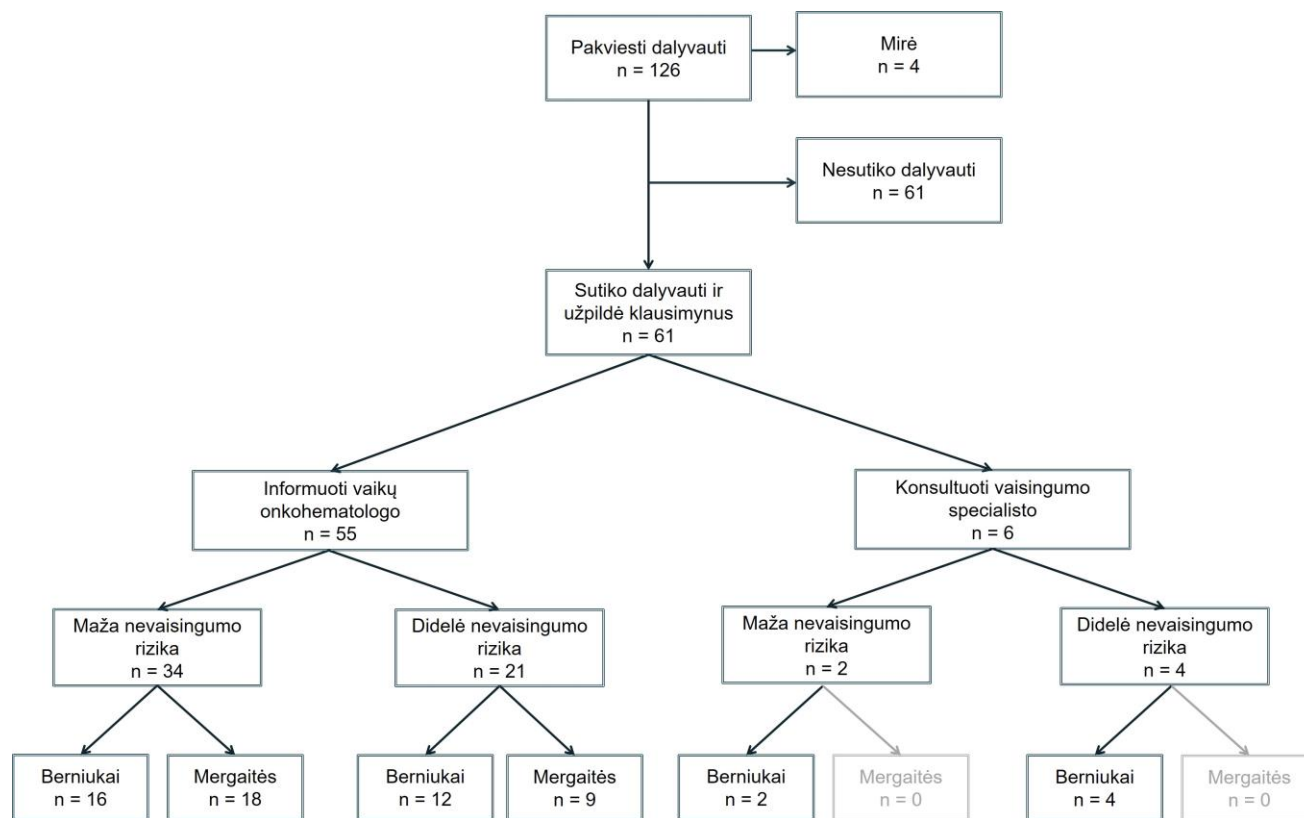 Pakviesti dalyvauti
n = 126
Mirė
n = 4
Nesutiko dalyvauti
n = 61
Sutiko dalyvauti ir
užpildė klausimynus
n = 61
Informuoti vaikų
onkohematologo
n = 55
Konsultuoti vaisingumo
specialisto
n = 6
Maža nevaisingumo
rizika
n = 34
Didelė nevaisingumo
rizika
n = 21
Maža nevaisingumo
rizika
n = 2
Didelė nevaisingumo
rizika
n = 4
Berniukai
n = 16
Mergaitės
n = 18
Berniukai
n = 12
Mergaitės
n = 9
Berniukai
n = 2
Mergaitės
n = 0
Berniukai
n = 4
Mergaitės
n = 0